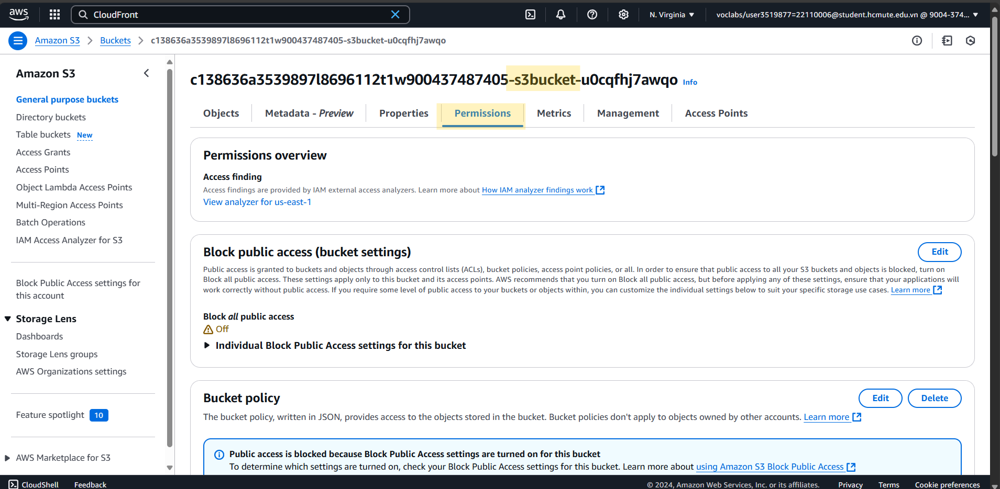 aws
CloudFront
N. Virginia
voclabs/user3519877=22110006@student.hcmute.edu.vn @ 9004-374...
Amazon S3
Buckets
c138636a3539897l8696112t1w900437487405-s3bucket-u0cqfhj7awqo
Amazon S3
General purpose buckets
Directory buckets
Table buckets New
Access Grants
Access Points
Object Lambda Access Points
Multi-Region Access Points
Batch Operations
IAM Access Analyzer for S3
Block Public Access settings for
this account
Storage Lens
Dashboards
Storage Lens groups
AWS Organizations settings
Feature spotlight 10
AWS Marketplace for S3
c138636a3539897l8696112t1w900437487405-s3bucket-u0cqfhj7awqo Info
Objects
Metadata - Preview
Properties
Permissions
Metrics
Management
Access Points
Permissions overview
Access finding
Access findings are provided by IAM external access analyzers. Learn more about How IAM analyzer findings work
View analyzer for us-east-1
Block public access (bucket settings)
Edit
Public access is granted to buckets and objects through access control lists (ACLs), bucket policies, access point policies, or all. In order to ensure that public access to all your S3 buckets and objects is blocked, turn on
Block all public access. These settings apply only to this bucket and its access points. AWS recommends that you turn on Block all public access, but before applying any of these settings, ensure that your applications will
work correctly without public access. If you require some level of public access to your buckets or objects within, you can customize the individual settings below to suit your specific storage use cases. Learn more
Block all public access
Off
Individual Block Public Access settings for this bucket
Bucket policy
Edit
Delete
The bucket policy, written in JSON, provides access to the objects stored in the bucket. Bucket policies don't apply to objects owned by other accounts. Learn more
Public access is blocked because Block Public Access settings are turned on for this bucket
To determine which settings are turned on, check your Block Public Access settings for this bucket. Learn more about using Amazon S3 Block Public Access
CloudShell
Feedback
© 2024, Amazon Web Services, Inc. or its affiliates.
Privacy
Terms
Cookie preferences